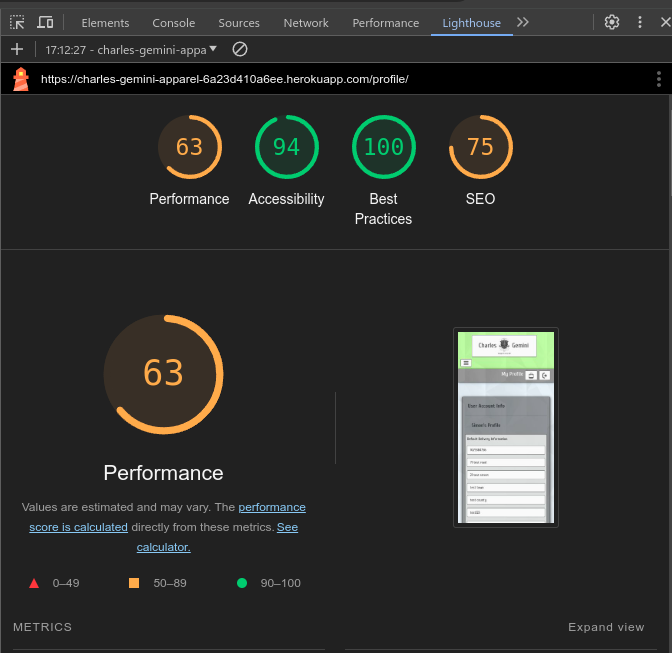 Elements Console Sources Network Performance Lighthouse
17:12:27 - charles-gemini-appa
https://charles-gemini-apparel-6a23d410a6ee.herokuapp.com/profile/
63 94 100 75
Performance Accessibility Best Practices SEO
63
Charles Gemini
My Profile
User Account Info
Simon's Profile
Default Delivery Information
Performance
Values are estimated and may vary. The performance
score is calculated directly from these metrics. See
calculator.
0–49 50–89 90–100
METRICS Expand view